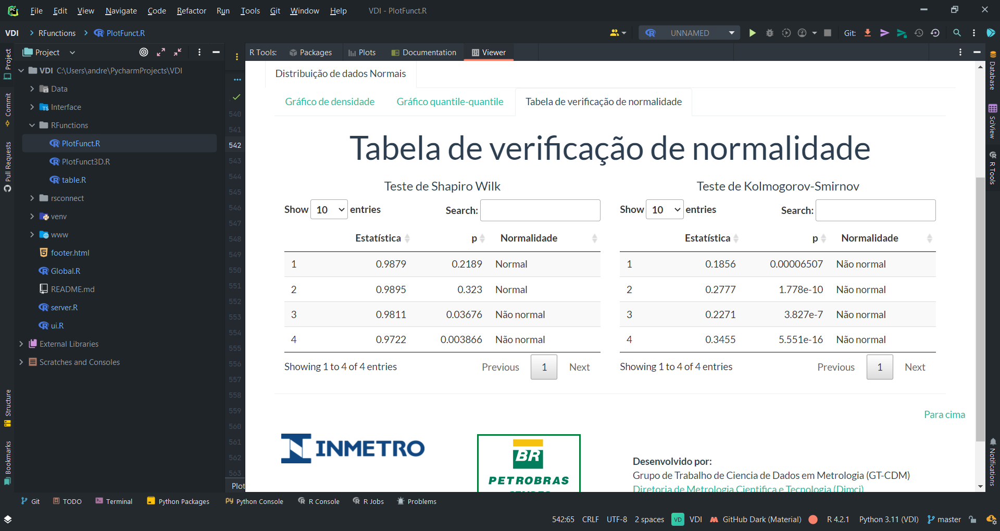 File Edit View Navigate Code Refactor Run Tools Git Window Help VDI - PlotFunct.R
VDI RFunctions PlotFunct.R UNNAMED Git:
Project
Commit
Pull Requests
Structure
Bookmarks
Project
VDI C:\Users\andre\PycharmProjects\VDI
Data
Interface
RFunctions
PlotFunct.R
PlotFunct3D.R
table.R
rsconnect
venv
www
footer.html
Global.R
README.md
server.R
ui.R
External Libraries
Scratches and Consoles
540
541
542
543
544
545
546
547
548
549
550
551
552
553
554
555
556
557
558
559
560
561
562
563
Plot
R Tools: Packages Plots Documentation Viewer
Distribuição de dados Normais
Gráfico de densidade Gráfico quantile-quantile Tabela de verificação de normalidade
Tabela de verificação de normalidade
Teste de Shapiro Wilk
Show 10 entries Search:
Estatística p Normalidade
1 0.9879 0.2189 Normal
2 0.9895 0.323 Normal
3 0.9811 0.03676 Não normal
4 0.9722 0.003866 Não normal
Showing 1 to 4 of 4 entries Previous 1 Next
Teste de Kolmogorov-Smirnov
Show 10 entries Search:
Estatística p Normalidade
1 0.1856 0.00006507 Não normal
2 0.2777 1.778e-10 Não normal
3 0.2271 3.827e-7 Não normal
4 0.3455 5.551e-16 Não normal
Showing 1 to 4 of 4 entries Previous 1 Next
Para cima
INMETRO
BR
PETROBRAS
Desenvolvido por:
Grupo de Trabalho de Ciencia de Dados em Metrologia (GT-CDM)
Diretoria de Metrologia Cientifica e Tecnologia (Dimci)
Database
SciView
R Tools
Notifications
Git TODO Terminal Python Packages Python Console R Console R Jobs Problems
542:65 CRLF UTF-8 2 spaces VD VDI GitHub Dark (Material) R 4.2.1 Python 3.11 (VDI) master